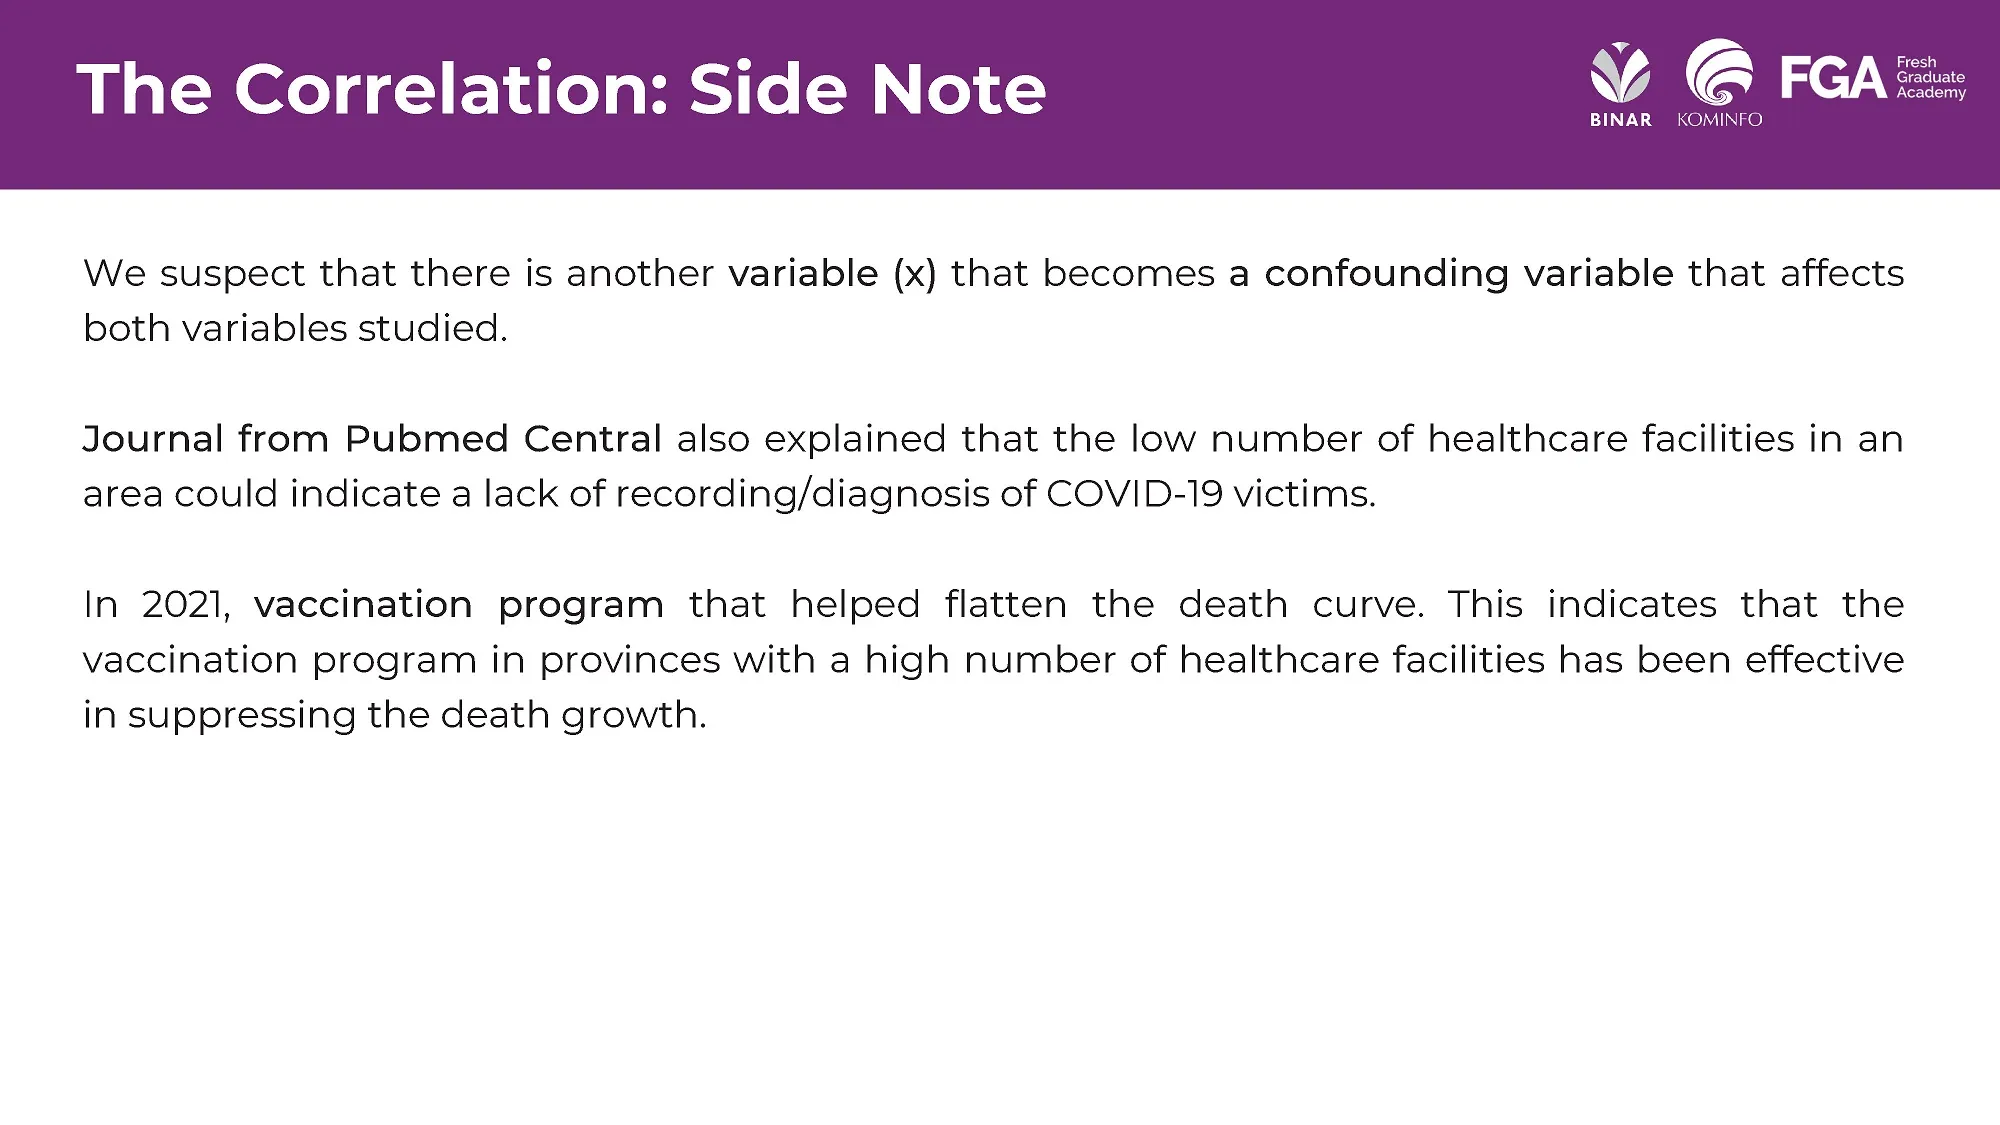 The Correlation: Side Note
BINAR
KOMINFO
FGA
Fresh
Graduate
Academy
We suspect that there is another variable (x) that becomes a confounding variable that affects
both variables studied.
Journal from Pubmed Central also explained that the low number of healthcare facilities in an
area could indicate a lack of recording/diagnosis of COVID-19 victims.
In 2021, vaccination program that helped flatten the death curve. This indicates that the
vaccination program in provinces with a high number of healthcare facilities has been effective
in suppressing the death growth.